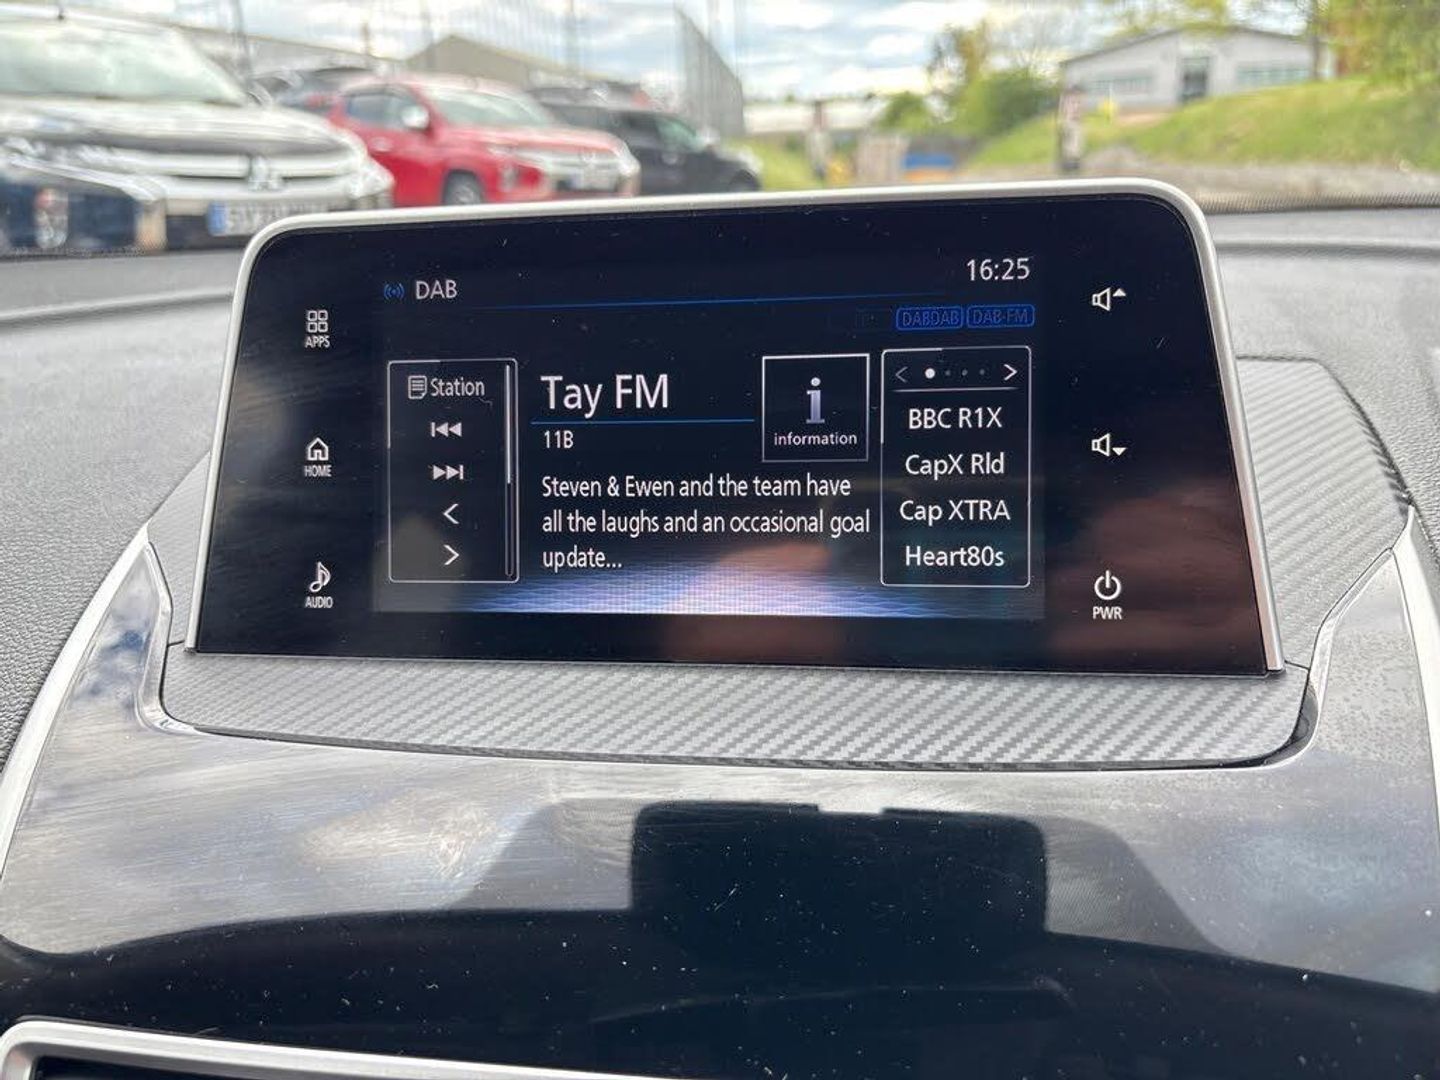 DAB
16:25
DABDAB DAB-FM
APPS
HOME
AUDIO
Station
Tay FM
11B
Steven & Ewen and the team have
all the laughs and an occasional goal
update...
i
information
BBC R1X
CapX Rld
Cap XTRA
Heart80s
PWR